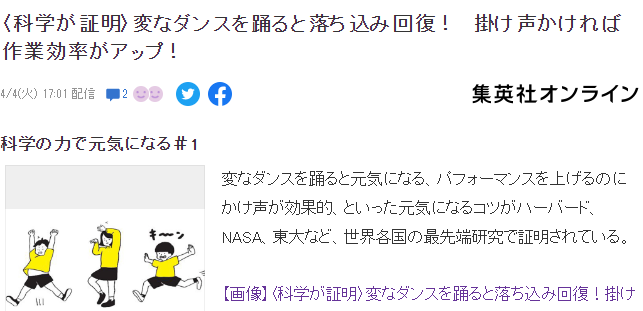 〈科学が証明〉変なダンスを踊ると落ち込み回復！　掛け声かければ
作業効率がアップ！
4/4(火) 17:01 配信
2
集英社オンライン
科学の力で元気になる＃1
変なダンスを踊ると元気になる、パフォーマンスを上げるのに
かけ声が効果的、といった元気になるコツがハーバード、
NASA、東大など、世界各国の最先端研究で証明されている。
キ〜ン
【画像】〈科学が証明〉変なダンスを踊ると落ち込み回復！掛け